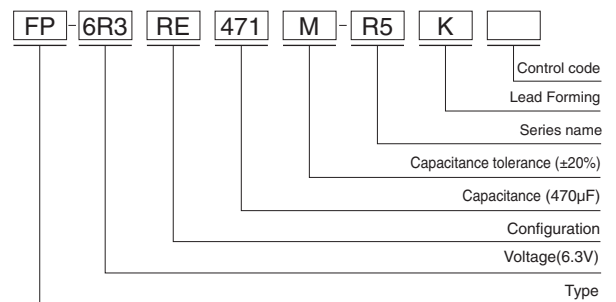 FP-6R3 RE 471 M-R5 K
Control code
Lead Forming
Series name
Capacitance tolerance (±20%)
Capacitance (470µF)
Configuration
Voltage(6.3V)
Type